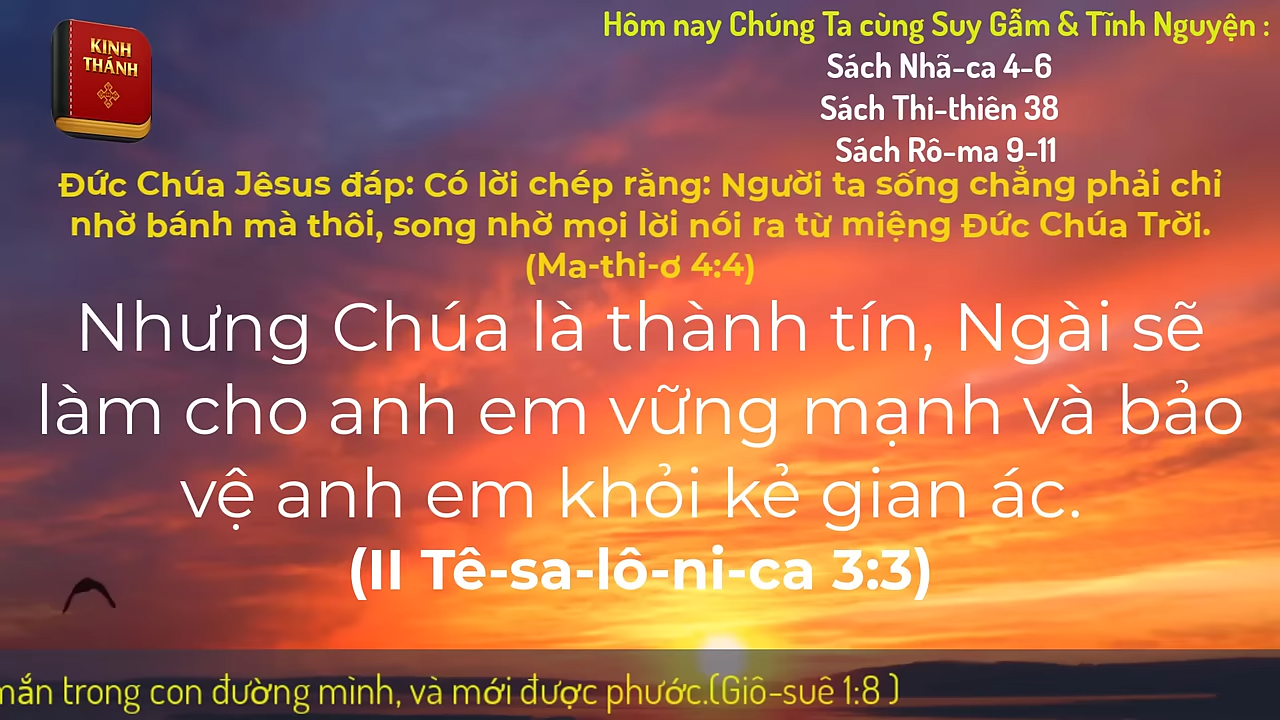 KINH
THÁNH
Hôm nay Chúng Ta cùng Suy Gẫm & Tĩnh Nguyện :
Sách Nhã-ca 4-6
Sách Thi-thiên 38
Sách Rô-ma 9-11
Đức Chúa Jêsus đáp: Có lời chép rằng: Người ta sống chẳng phải chỉ
nhờ bánh mà thôi, song nhờ mọi lời nói ra từ miệng Đức Chúa Trời.
(Ma-thi-ơ 4:4)
Nhưng Chúa là thành tín, Ngài sẽ
làm cho anh em vững mạnh và bảo
vệ anh em khỏi kẻ gian ác.
(II Tê-sa-lô-ni-ca 3:3)
mắn trong con đường mình, và mới được phước.(Giô-suê 1:8 )